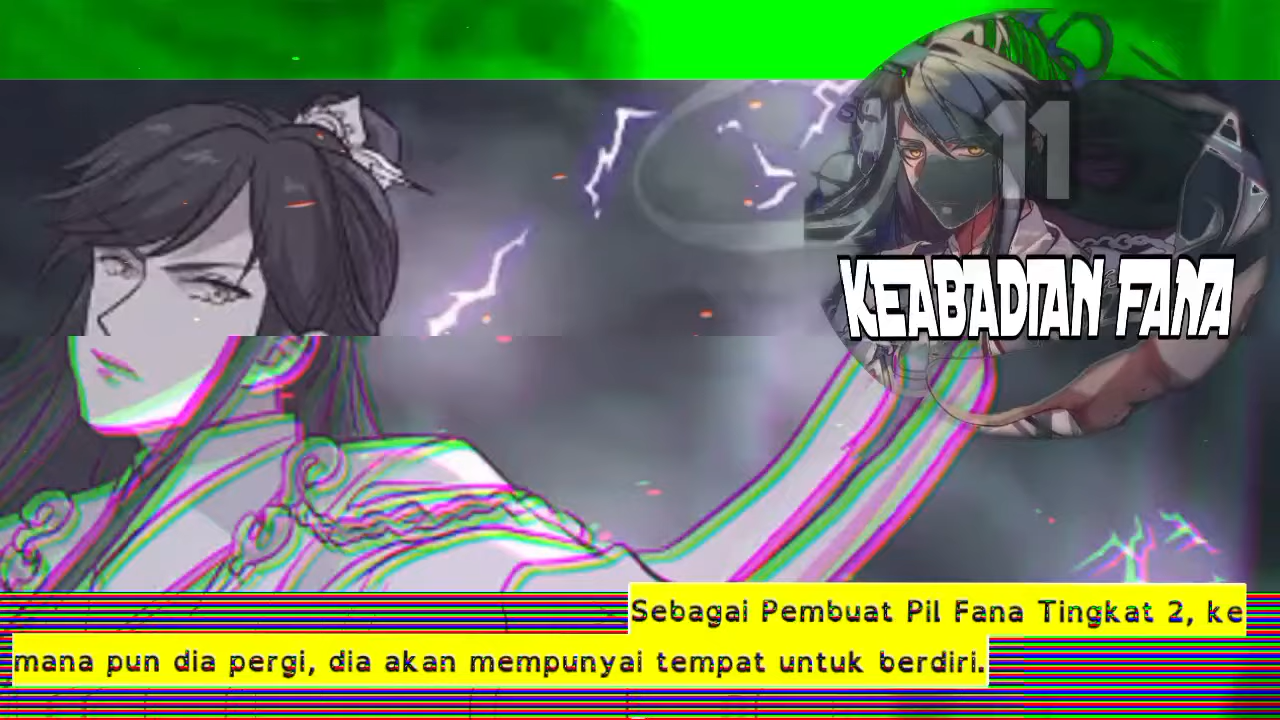 11
KEABADIAN FANA
Sebagai Pembuat Pil Fana Tingkat 2, ke
mana pun dia pergi, dia akan mempunyai tempat untuk berdiri.